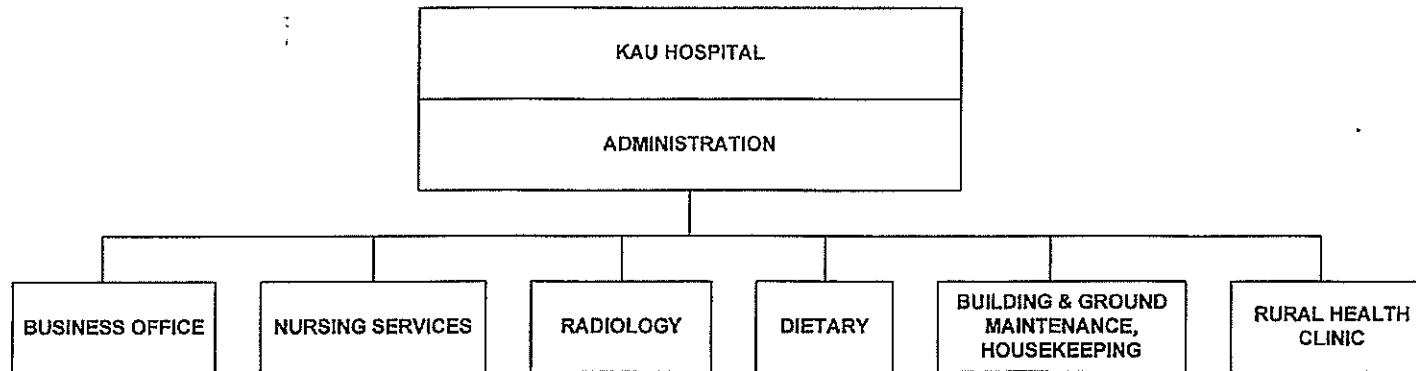 KAU HOSPITAL
ADMINISTRATION
BUSINESS OFFICE
NURSING SERVICES
RADIOLOGY
DIETARY
BUILDING & GROUND
MAINTENANCE,
HOUSEKEEPING
RURAL HEALTH
CLINIC